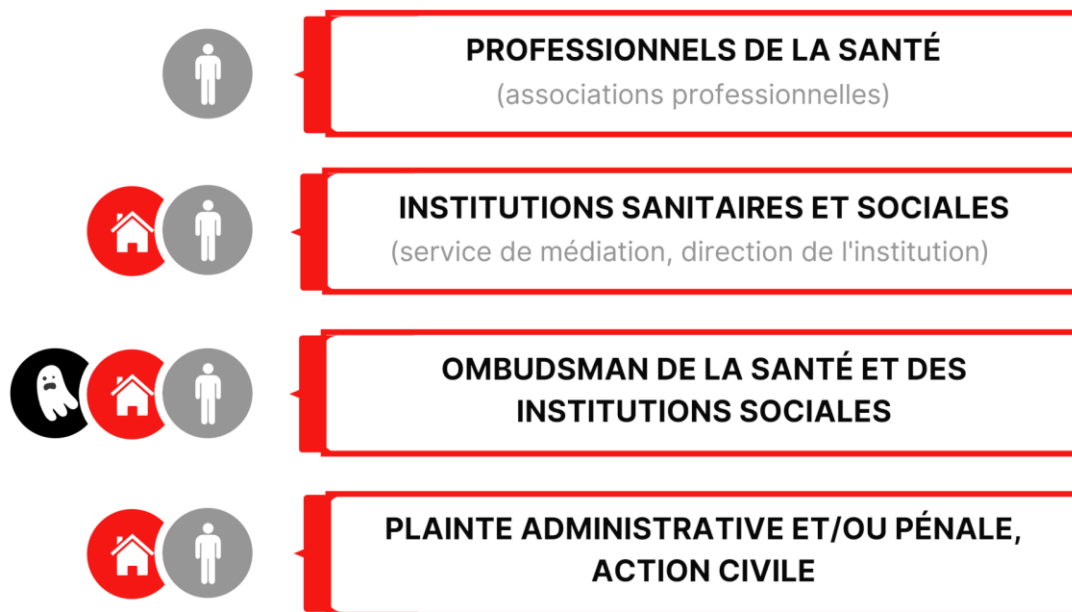 PROFESSIONNELS DE LA SANTÉ
(associations professionnelles)
INSTITUTIONS SANITAIRES ET SOCIALES
(service de médiation, direction de l'institution)
OMBUDSMAN DE LA SANTÉ ET DES
INSTITUTIONS SOCIALES
PLAINTE ADMINISTRATIVE ET/OU PÉNALE,
ACTION CIVILE